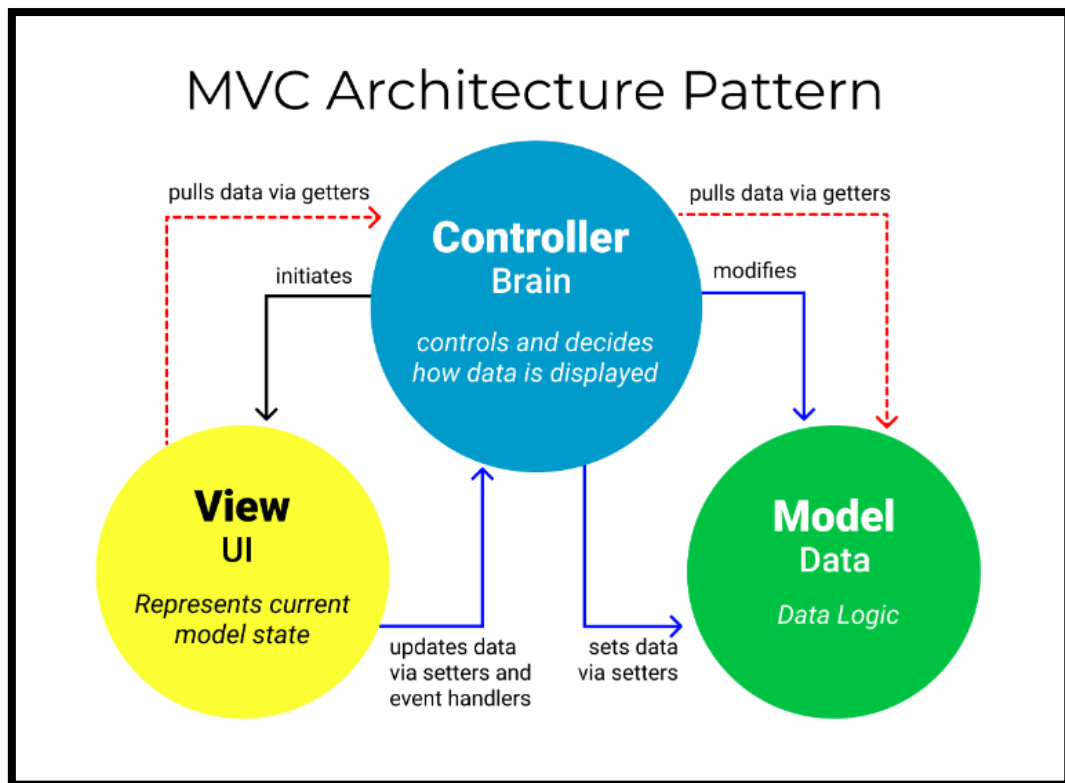 MVC Architecture Pattern
pulls data via getters
pulls data via getters
Controller
Brain
controls and decides
how data is displayed
initiates
modifies
View
UI
Represents current
model state
Model
Data
Data Logic
updates data
via setters and
event handlers
sets data
via setters